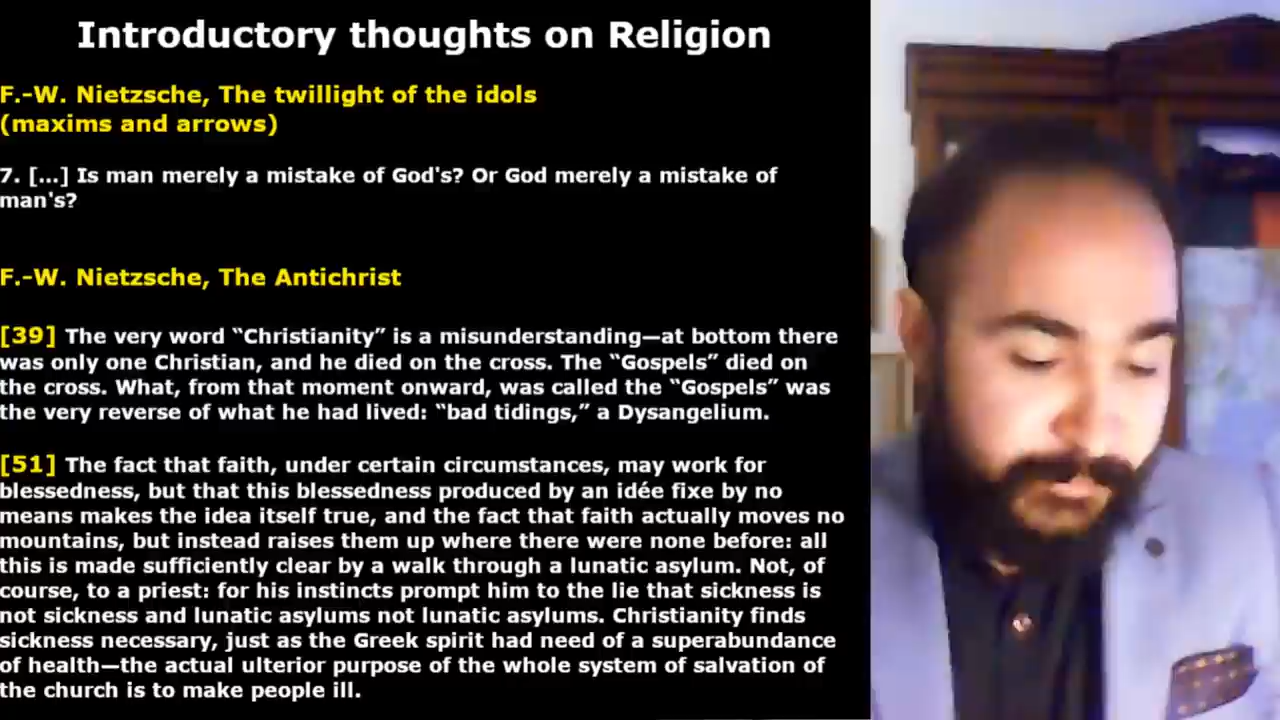 Introductory thoughts on Religion
F.-W. Nietzsche, The twillight of the idols
(maxims and arrows)
7. [...] Is man merely a mistake of God's? Or God merely a mistake of
man's?
F.-W. Nietzsche, The Antichrist
[39] The very word “Christianity” is a misunderstanding—at bottom there
was only one Christian, and he died on the cross. The “Gospels” died on
the cross. What, from that moment onward, was called the “Gospels” was
the very reverse of what he had lived: “bad tidings,” a Dysangelium.
[51] The fact that faith, under certain circumstances, may work for
blessedness, but that this blessedness produced by an idée fixe by no
means makes the idea itself true, and the fact that faith actually moves no
mountains, but instead raises them up where there were none before: all
this is made sufficiently clear by a walk through a lunatic asylum. Not, of
course, to a priest: for his instincts prompt him to the lie that sickness is
not sickness and lunatic asylums not lunatic asylums. Christianity finds
sickness necessary, just as the Greek spirit had need of a superabundance
of health—the actual ulterior purpose of the whole system of salvation of
the church is to make people ill.